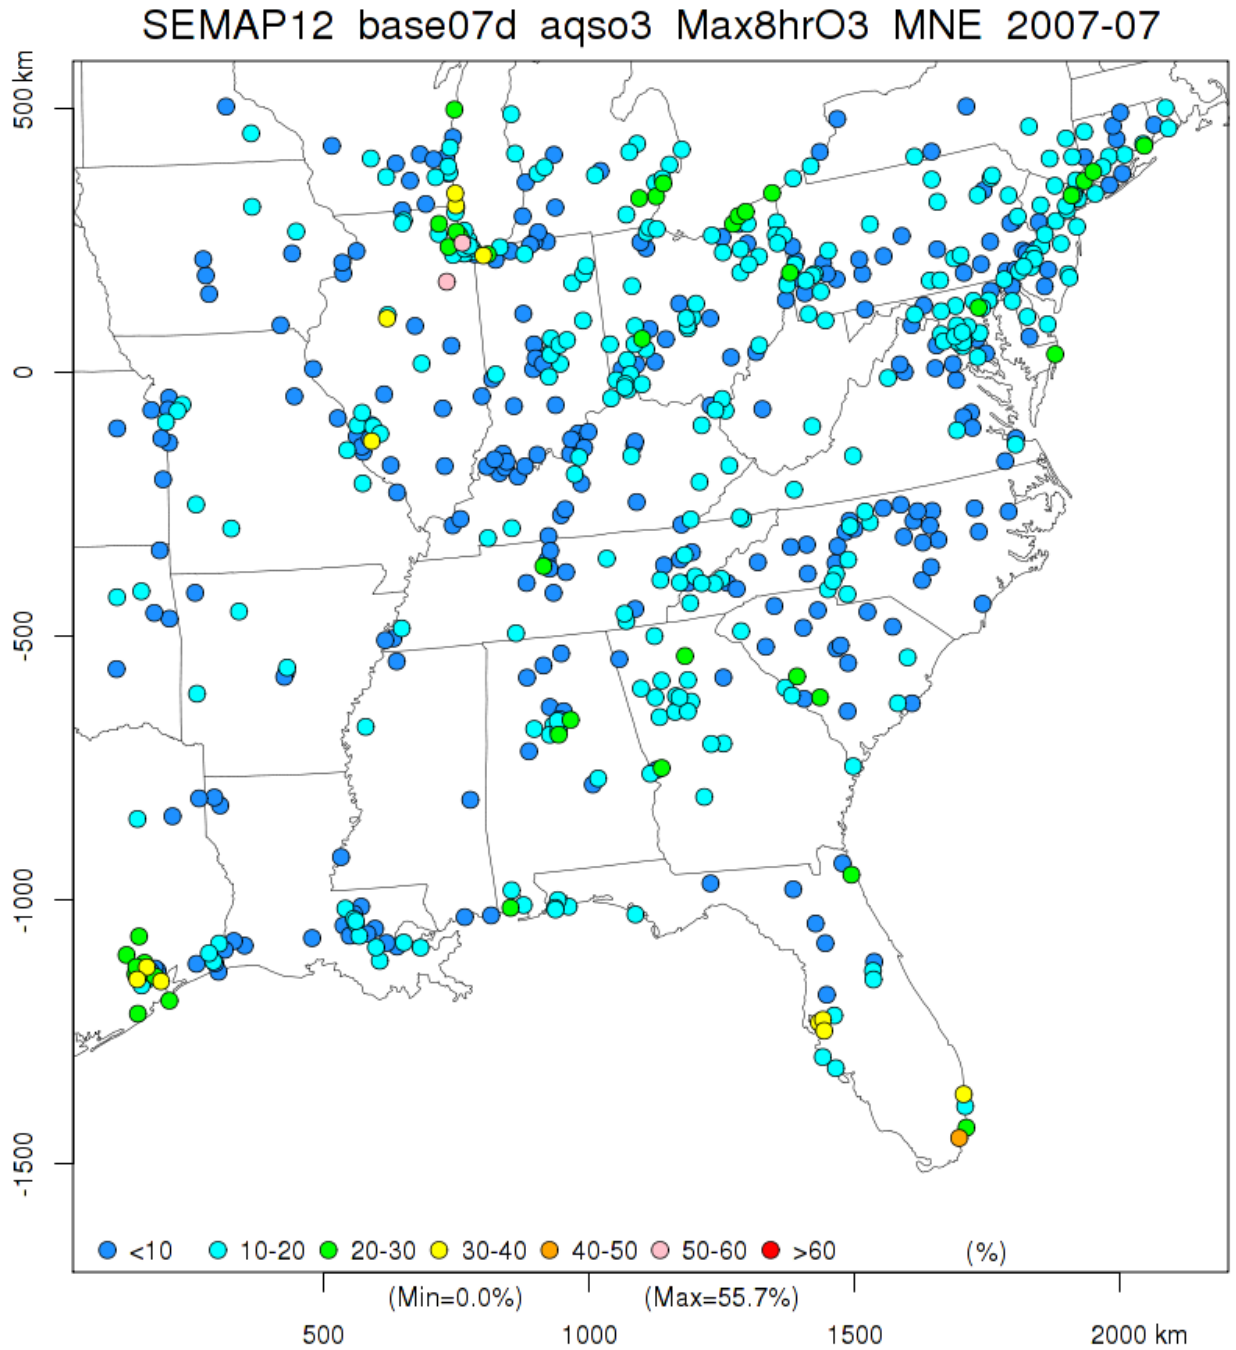 SEMAP12 base07d aqso3 Max8hrO3 MNE 2007-07
500 km
0
-500
-1000
-1500
<10 10-20 20-30 30-40 40-50 50-60 >60 (%)
(Min=0.0%) (Max=55.7%)
500 1000 1500 2000 km